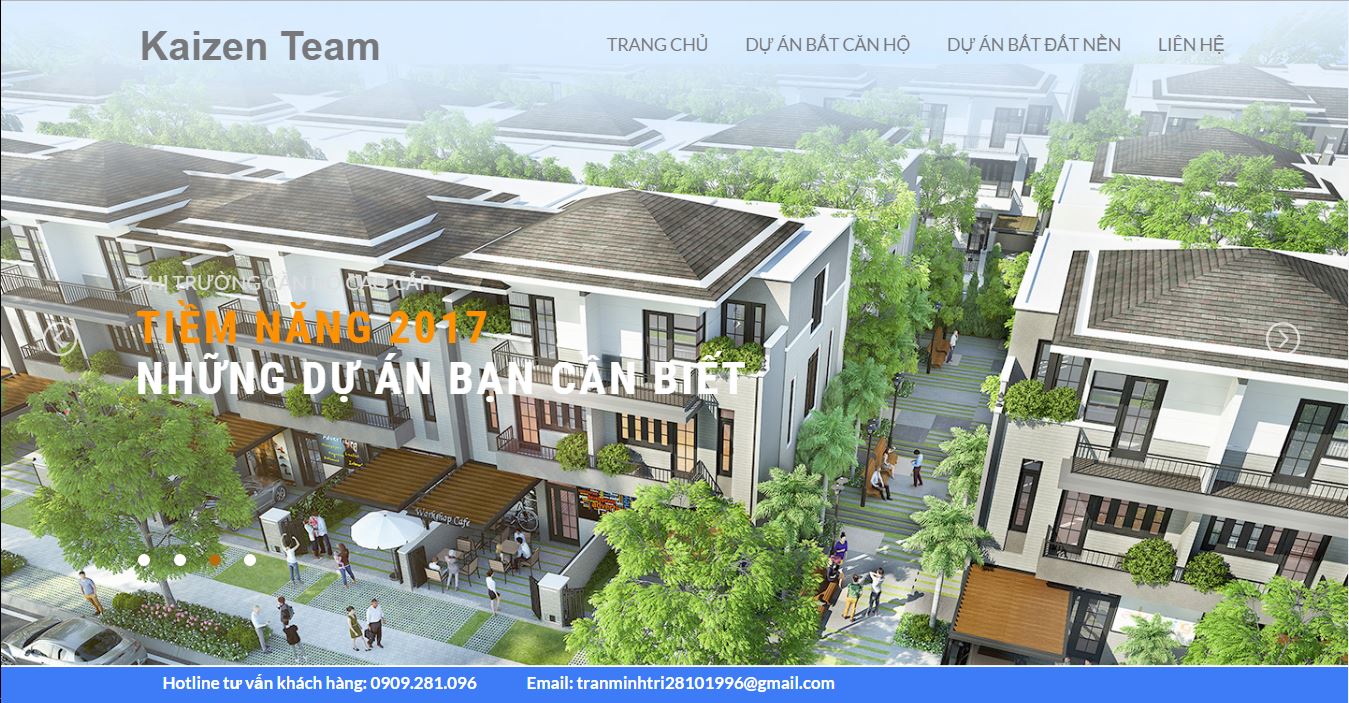 Kaizen Team
TRANG CHỦ DỰ ÁN BẤT CĂN HỘ DỰ ÁN BẤT ĐẤT NỀN LIÊN HỆ
THỊ TRƯỜNG CĂN HỘ CAO CẤP
TIỀM NĂNG 2017
NHỮNG DỰ ÁN BẠN CẦN BIẾT
Workshop Cafe
Hotline tư vấn khách hàng: 0909.281.096 Email: tranminhtri28101996@gmail.com